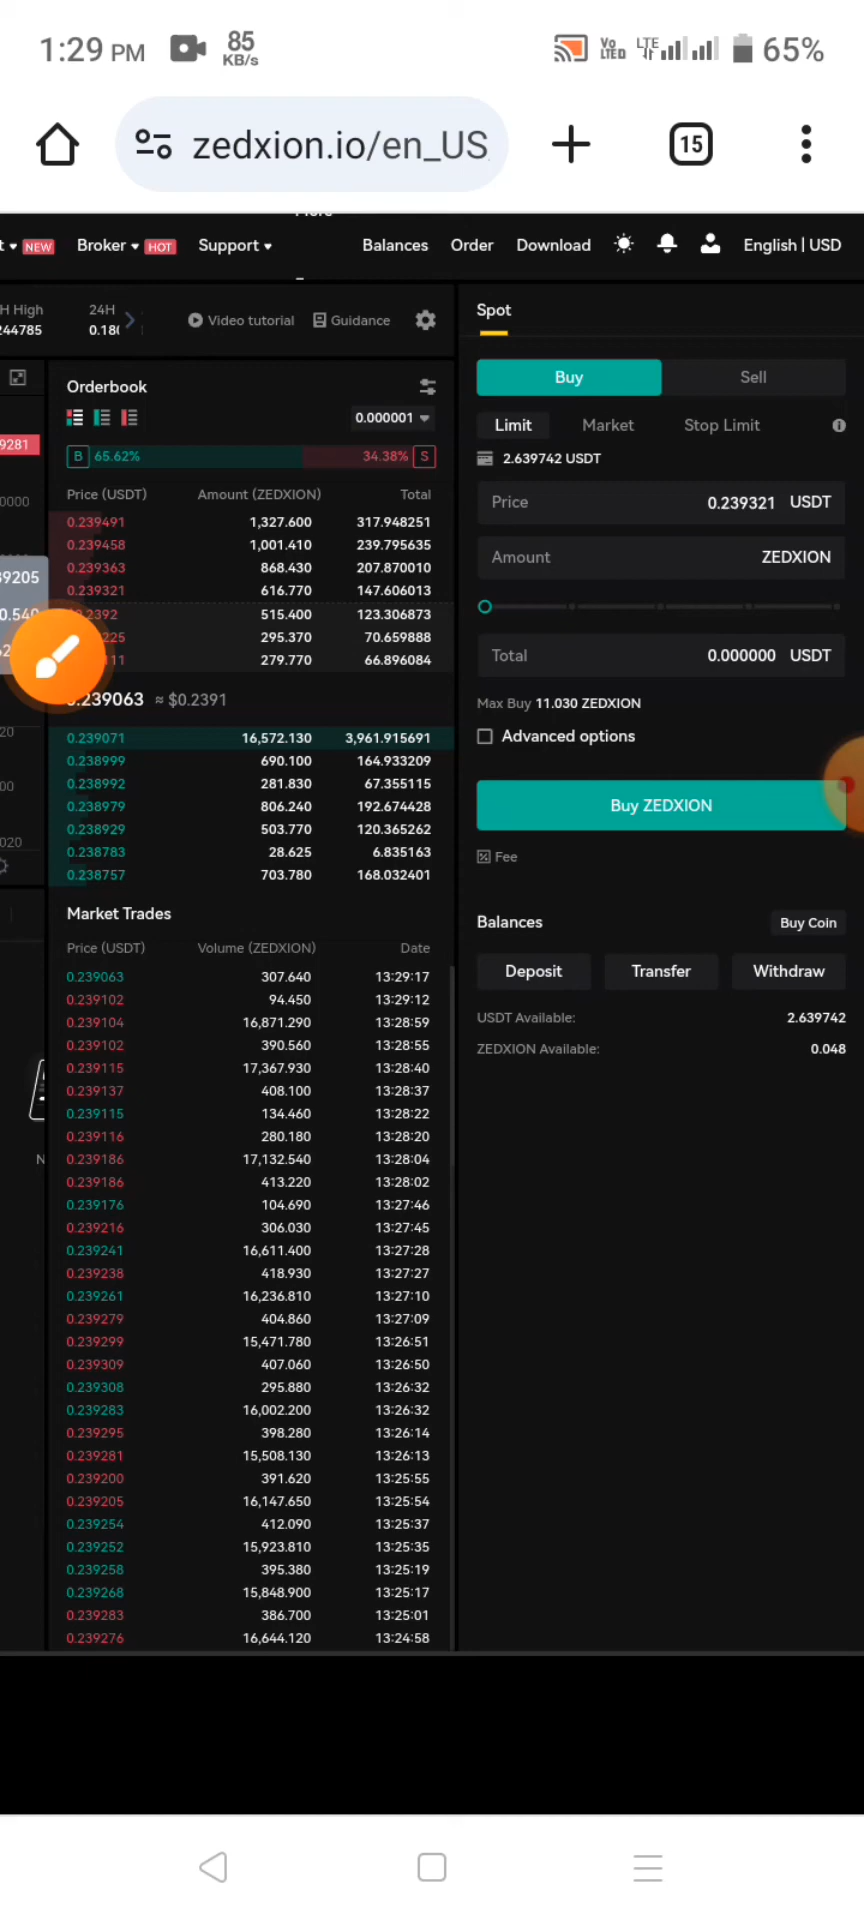 1:29 PM 85 KB/s VoLTED LTE 65%
zedxion.io/en_US 15
NEW Broker HOT Support Balances Order Download English | USD
H High 24H
244785 0.18(
Video tutorial Guidance
Spot
Orderbook
Buy Sell
0.000001
Limit Market Stop Limit
9281
B 65.62% 34.38% S
2.639742 USDT
Price (USDT) Amount (ZEDXION) Total
Price 0.239321 USDT
0.239491 1,327.600 317.948251
0.239458 1,001.410 239.795635
0.239363 868.430 207.870010
0.239321 616.770 147.606013
.2392 515.400 123.306873
225 295.370 70.659888
111 279.770 66.896084
Amount ZEDXION
39205
0.540
Total 0.000000 USDT
.239063 ≈ $0.2391
Max Buy 11.030 ZEDXION
Advanced options
0.239071 16,572.130 3,961.915691
0.238999 690.100 164.933209
0.238992 281.830 67.355115
0.238979 806.240 192.674428
0.238929 503.770 120.365262
0.238783 28.625 6.835163
0.238757 703.780 168.032401
Buy ZEDXION
Fee
Market Trades
Balances Buy Coin
Price (USDT) Volume (ZEDXION) Date
Deposit Transfer Withdraw
USDT Available: 2.639742
ZEDXION Available: 0.048
0.239063 307.640 13:29:17
0.239102 94.450 13:29:12
0.239104 16,871.290 13:28:59
0.239102 390.560 13:28:55
0.239115 17,367.930 13:28:40
0.239137 408.100 13:28:37
0.239115 134.460 13:28:22
0.239116 280.180 13:28:20
0.239186 17,132.540 13:28:04
0.239186 413.220 13:28:02
0.239176 104.690 13:27:46
0.239216 306.030 13:27:45
0.239241 16,611.400 13:27:28
0.239238 418.930 13:27:27
0.239261 16,236.810 13:27:10
0.239279 404.860 13:27:09
0.239299 15,471.780 13:26:51
0.239309 407.060 13:26:50
0.239308 295.880 13:26:32
0.239283 16,002.200 13:26:32
0.239295 398.280 13:26:14
0.239281 15,508.130 13:26:13
0.239200 391.620 13:25:55
0.239205 16,147.650 13:25:54
0.239254 412.090 13:25:37
0.239252 15,923.810 13:25:35
0.239258 395.380 13:25:19
0.239268 15,848.900 13:25:17
0.239283 386.700 13:25:01
0.239276 16,644.120 13:24:58